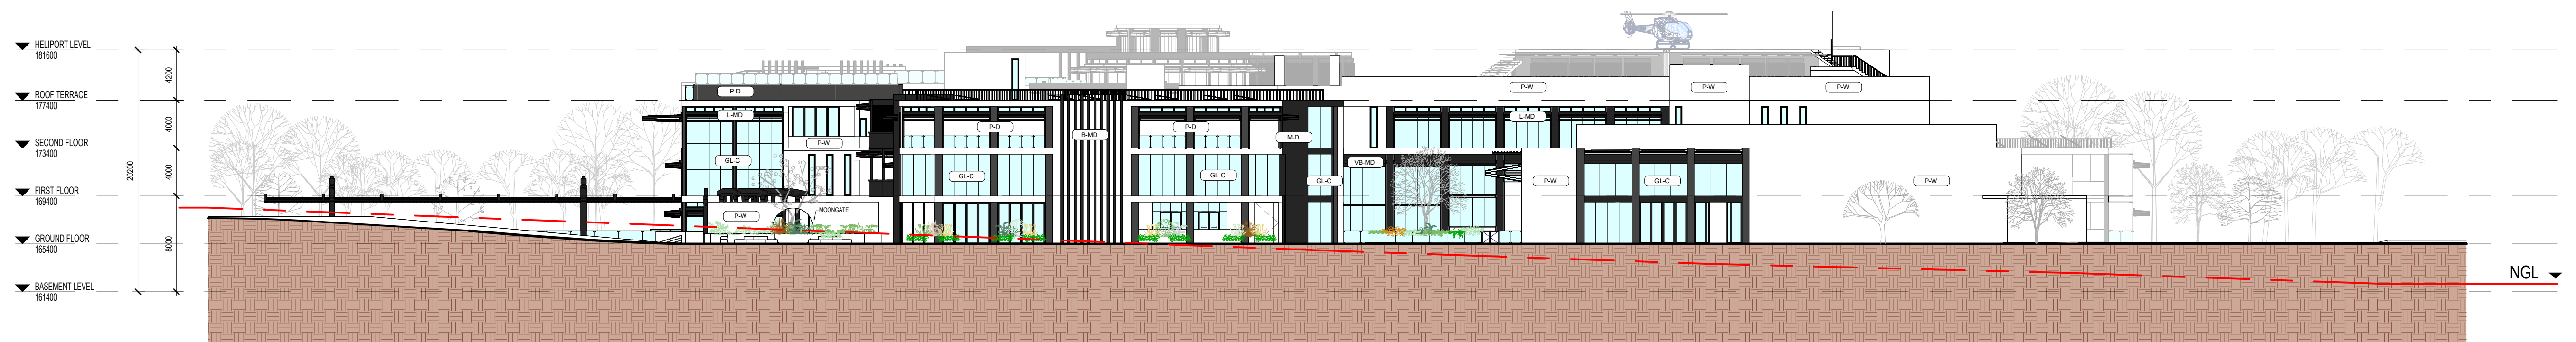 HELIPORT LEVEL
181600
ROOF TERRACE
177400
SECOND FLOOR
173400
FIRST FLOOR
169400
GROUND FLOOR
165400
BASEMENT LEVEL
161400
20200
4200
4000
4000
8000
P-D
L-MD
P-W
GL-C
P-W
MOONGATE
P-D
GL-C
B-MD
P-D
GL-C
M-D
GL-C
VB-MD
P-W
L-MD
P-W
P-W
P-W
GL-C
P-W
NGL